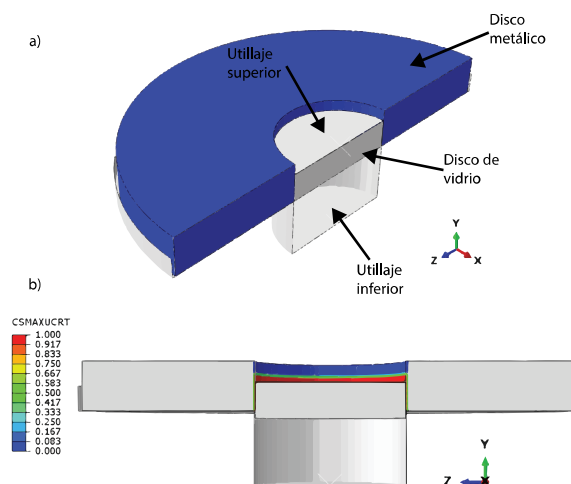 a)
Disco
metálico
Utillaje
superior
Disco de
vidrio
Utillaje
inferior
Y
Z
X
b)
CSMAXUCRT
1.000
0.917
0.833
0.750
0.667
0.583
0.500
0.417
0.333
0.250
0.167
0.083
0.000
Y
Z
X